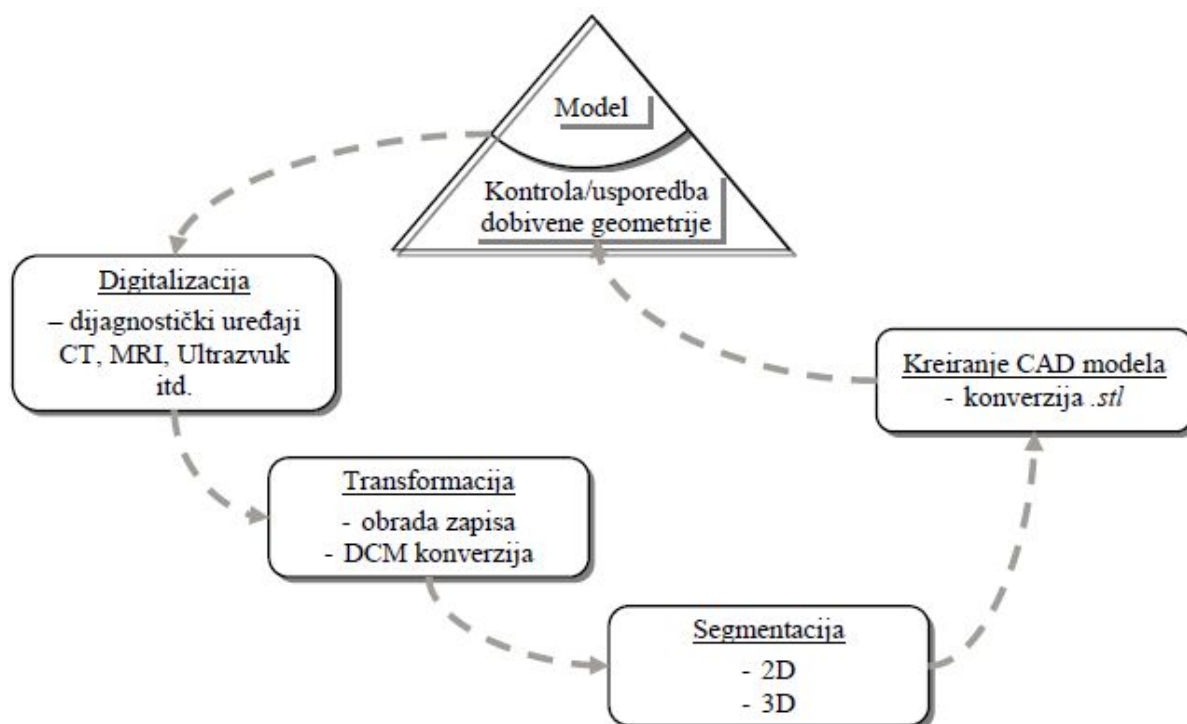 Model
Kontrola/usporedba
dobivene geometrije
Digitalizacija
– dijagnostički uređaji
CT, MRI, Ultrazvuk
itd.
Transformacija
- obrada zapisa
- DCM konverzija
Segmentacija
- 2D
- 3D
Kreiranje CAD modela
- konverzija .stl